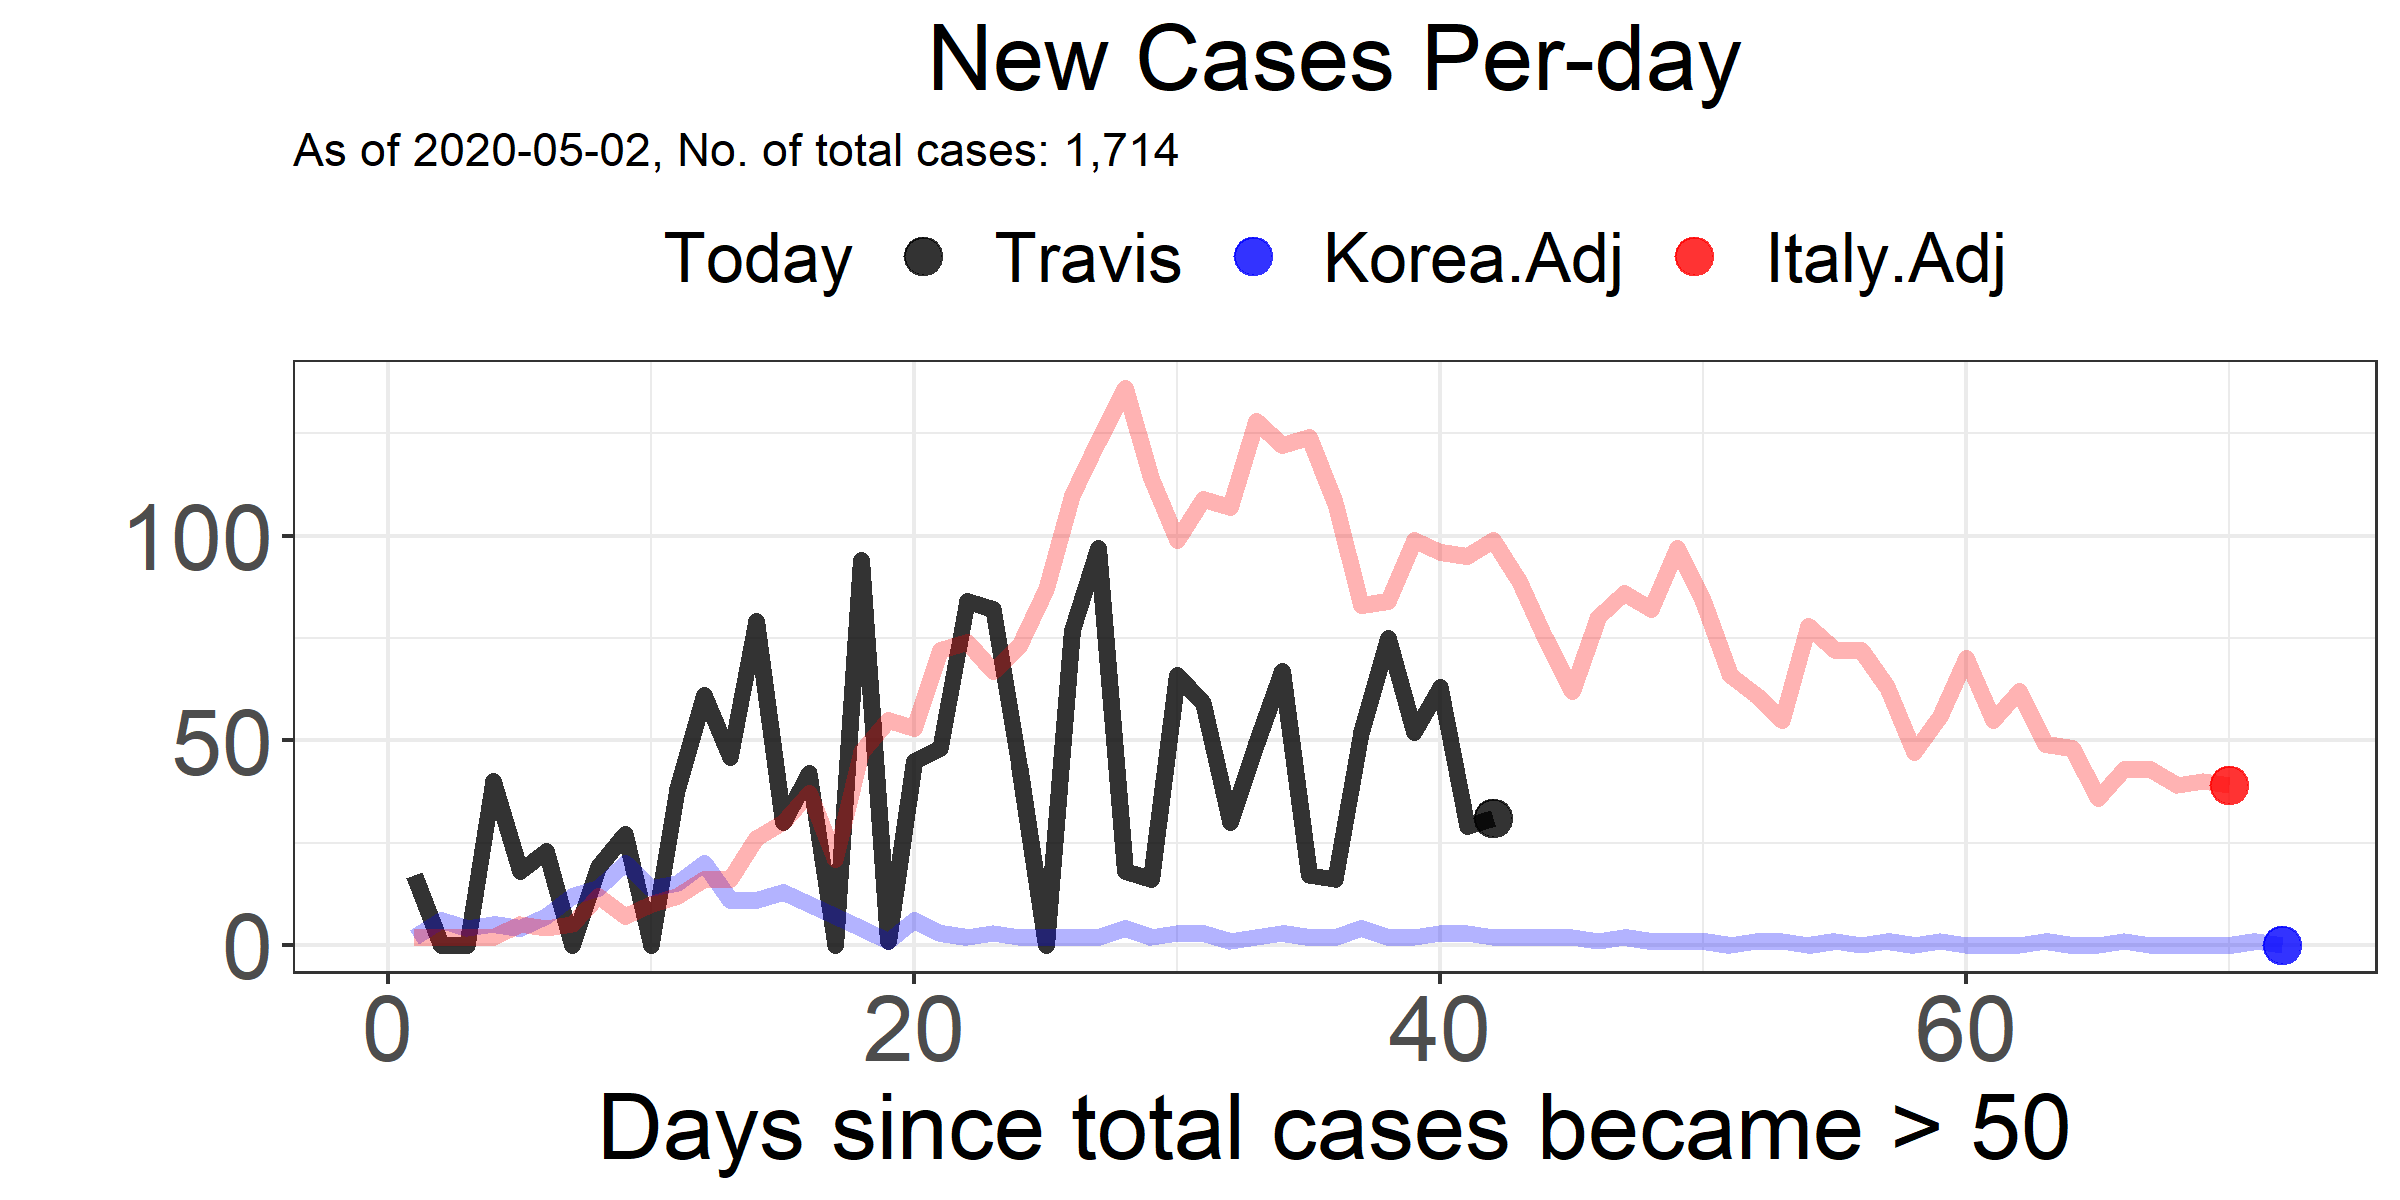 New Cases Per-day
As of 2020-05-02, No. of total cases: 1,714
Today Travis Korea.Adj Italy.Adj
100
50
0
0 20 40 60
Days since total cases became > 50